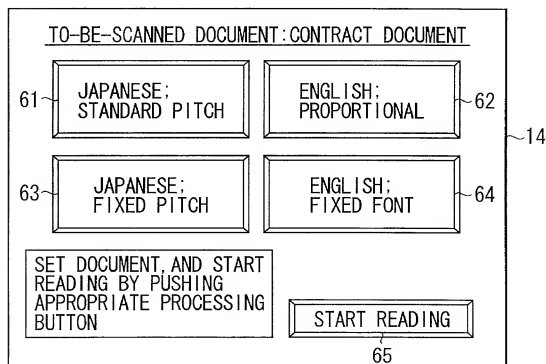 TO-BE-SCANNED DOCUMENT:CONTRACT DOCUMENT
61
JAPANESE;
STANDARD PITCH
ENGLISH;
PROPORTIONAL
62
14
63
JAPANESE;
FIXED PITCH
ENGLISH;
FIXED FONT
64
SET DOCUMENT, AND START
READING BY PUSHING
APPROPRIATE PROCESSING
BUTTON
START READING
65